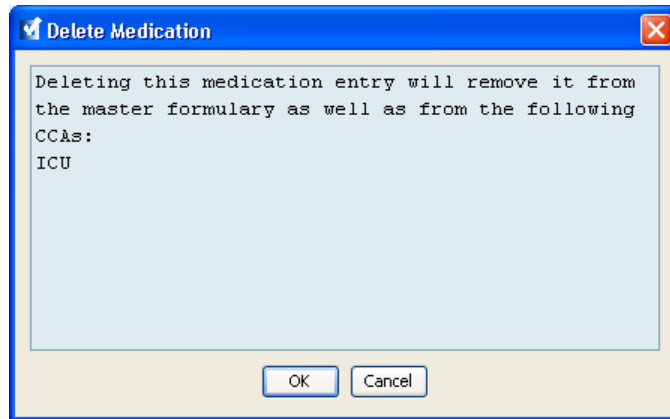 Delete Medication
Deleting this medication entry will remove it from
the master formulary as well as from the following
CCAs:
ICU
OK
Cancel